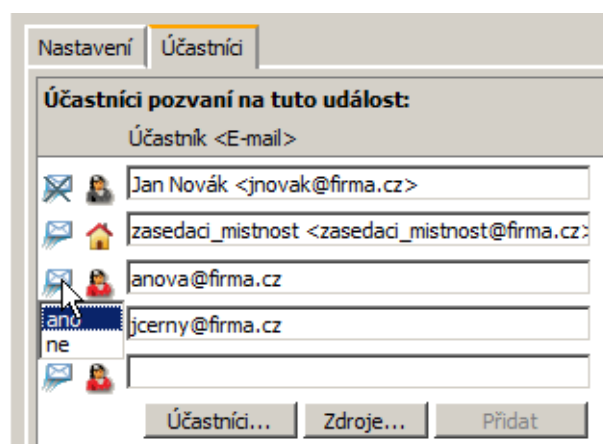 Nastavení Účastníci
Účastníci pozvaní na tuto událost:
Účastník <E-mail>
Jan Novák <jnovak@firma.cz>
zasedaci_mistnost <zasedaci_mistnost@firma.cz>
anova@firma.cz
ano jcerny@firma.cz
ne
Účastníci... Zdroje... Přidat